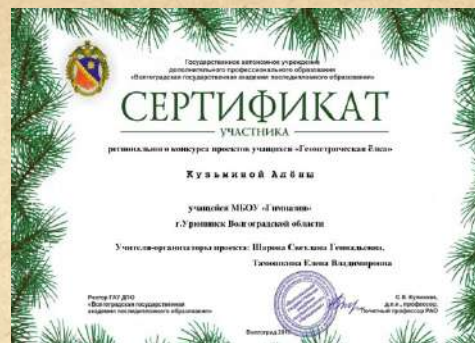 Государственное автономное учреждение
дополнительного профессионального образования
«Волгоградская государственная академия последипломного образования»
СЕРТИФИКАТ
УЧАСТНИКА
регионального конкурса проектов учащихся «Геометрическая ёлка»
Кузьминой Алёны
учащейся МБОУ «Гимназия»
г.Урюпинск Волгоградской области
Учителя-организаторы проекта: Шарова Светлана Геннадьевна,
Тамошкина Елена Владимировна
Ректор ГАУ ДПО
«Волгоградская государственная
академия последипломного образования»
С. В. Куликова,
д.п.н., профессор,
Почетный профессор РАО
Волгоград